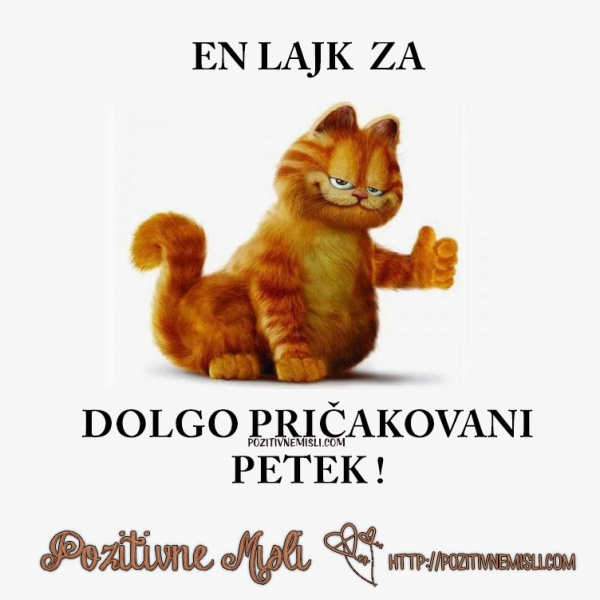 EN LAJK ZA
DOLGO PRIČAKOVANI
POZITIVNEMISLI.COM
PETEK !
Pozitivne Misli
HTTP://POZITIVNEMISLI.COM